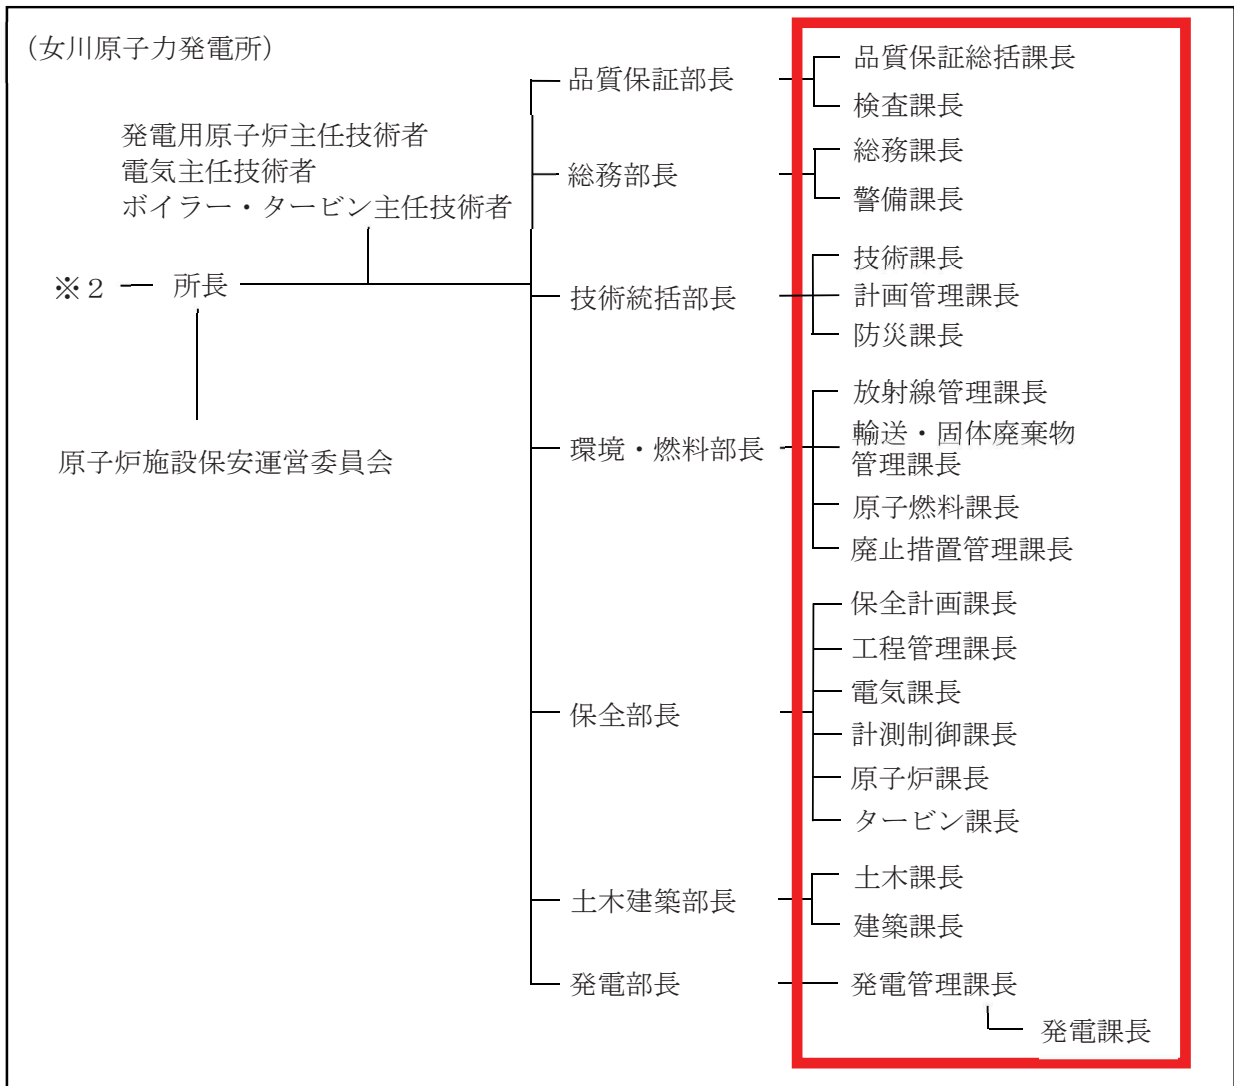 (女川原子力発電所)
発電用原子炉主任技術者
電気主任技術者
ボイラー・タービン主任技術者
※2
所長
原子炉施設保安運営委員会
品質保証部長
品質保証総括課長
検査課長
総務部長
総務課長
警備課長
技術統括部長
技術課長
計画管理課長
防災課長
環境・燃料部長
放射線管理課長
輸送・固体廃棄物
管理課長
原子燃料課長
廃止措置管理課長
保全部長
保全計画課長
工程管理課長
電気課長
計測制御課長
原子炉課長
タービン課長
土木建築部長
土木課長
建築課長
発電部長
発電管理課長
発電課長